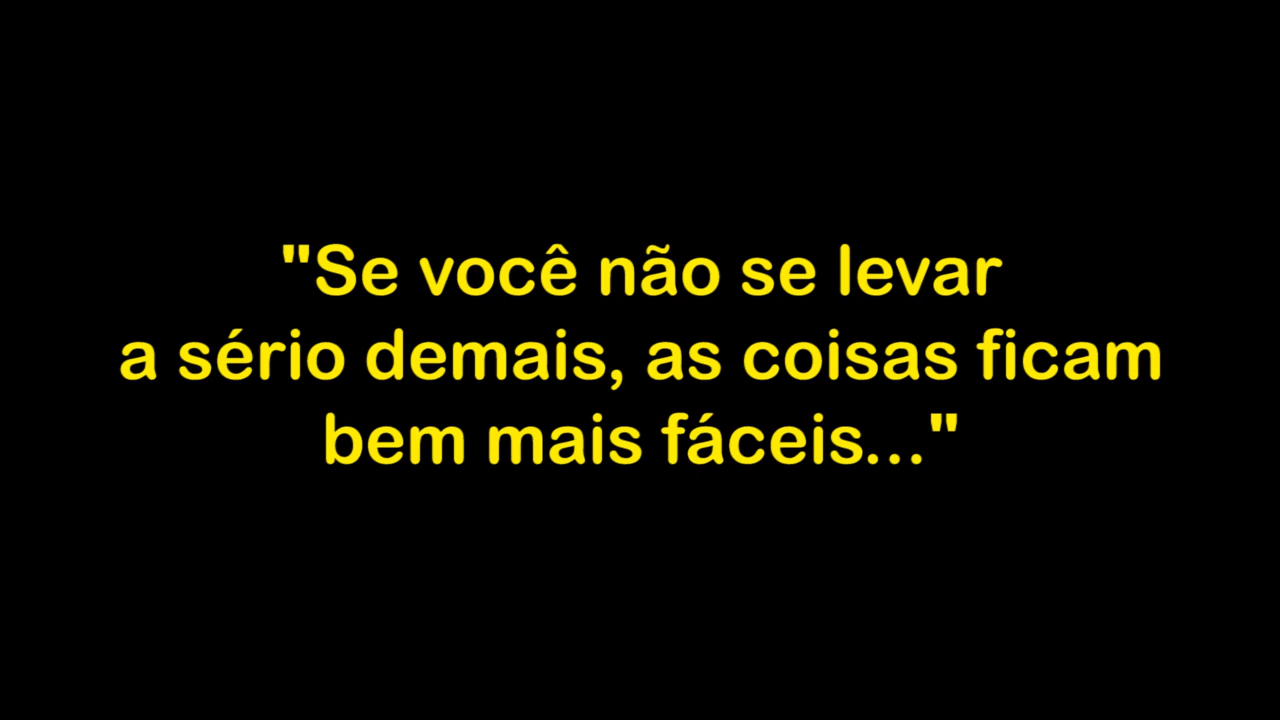 "Se você não se levar
a sério demais, as coisas ficam
bem mais fáceis..."